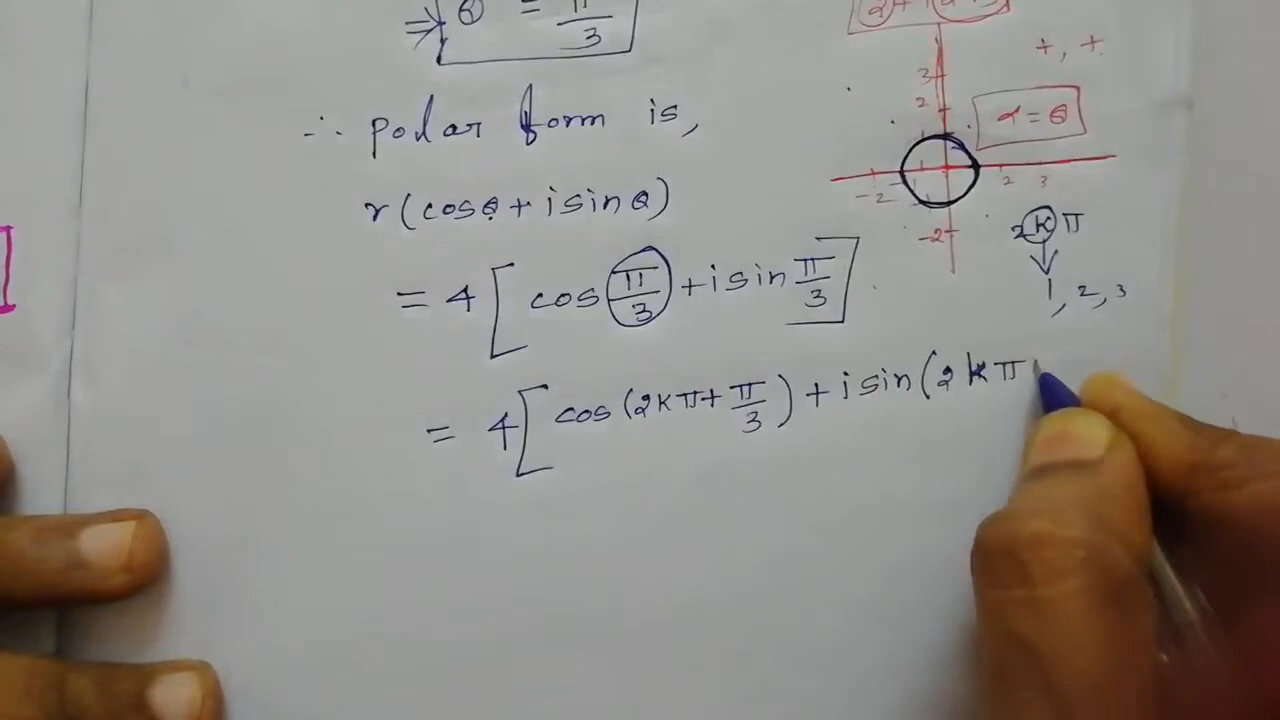 ⇒ θ = π/3
∴ polar form is,
r(cosθ + i sinθ)
= 4[cos π/3 + i sin π/3]
= 4[cos(2kπ + π/3) + i sin(2kπ
+, +
3
2
α = θ
-2
2 3
-2
2kπ
1, 2, 3